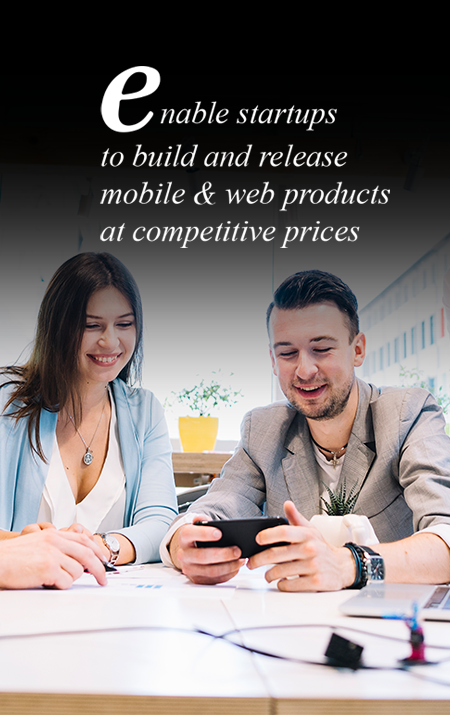 enable startups
to build and release
mobile & web products
at competitive prices